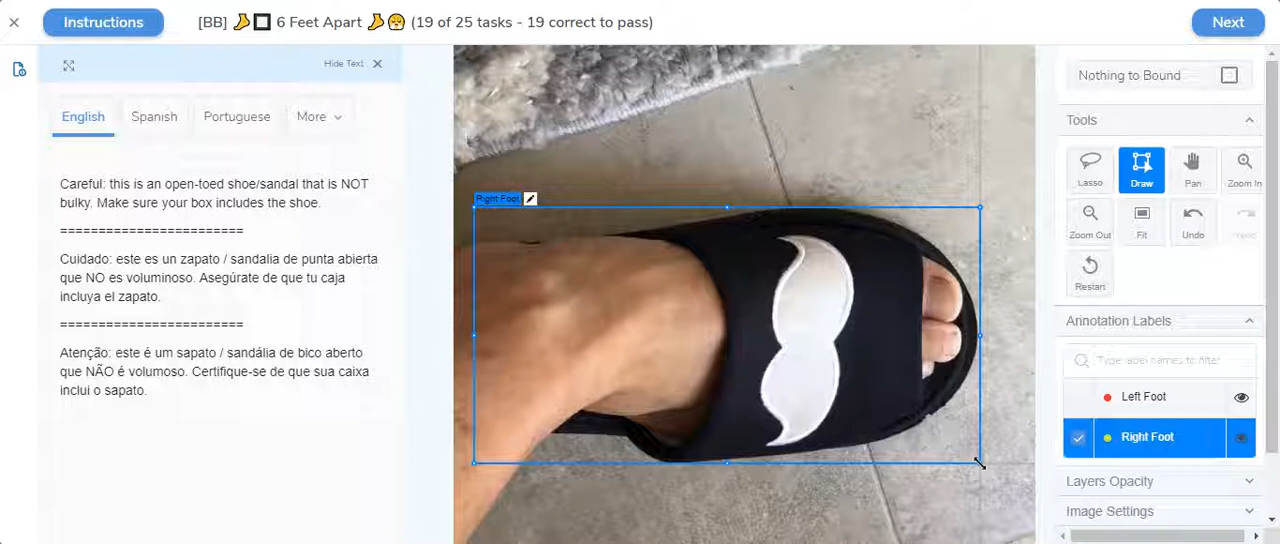 Instructions
[BB] 🦶🔲 6 Feet Apart 🦶😤 (19 of 25 tasks - 19 correct to pass)
Next
Hide Text
English
Spanish
Portuguese
More
Careful: this is an open-toed shoe/sandal that is NOT
bulky. Make sure your box includes the shoe.
=========================
Cuidado: este es un zapato / sandalia de punta abierta
que NO es voluminoso. Asegúrate de que tu caja
incluya el zapato.
=========================
Atenção: este é um sapato / sandália de bico aberto
que NÃO é volumoso. Certifique-se de que sua caixa
inclui o sapato.
Right Foot
Nothing to Bound
Tools
Lasso
Draw
Pan
Zoom In
Zoom Out
Fit
Undo
Restart
Annotation Labels
Type label names to filter
Left Foot
Right Foot
Layers Opacity
Image Settings